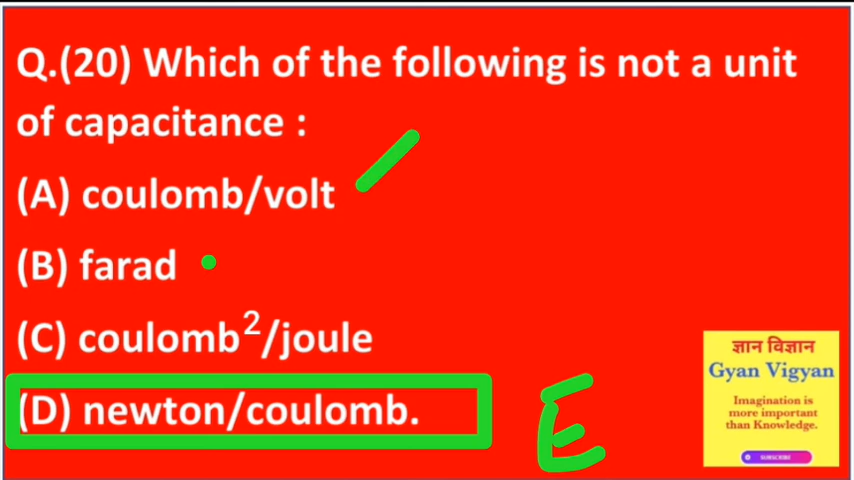 Q.(20) Which of the following is not a unit
of capacitance :
(A) coulomb/volt
(B) farad
(C) coulomb²/joule
(D) newton/coulomb.
E
ज्ञान विज्ञान
Gyan Vigyan
Imagination is
more important
than Knowledge.
SUBSCRIBE